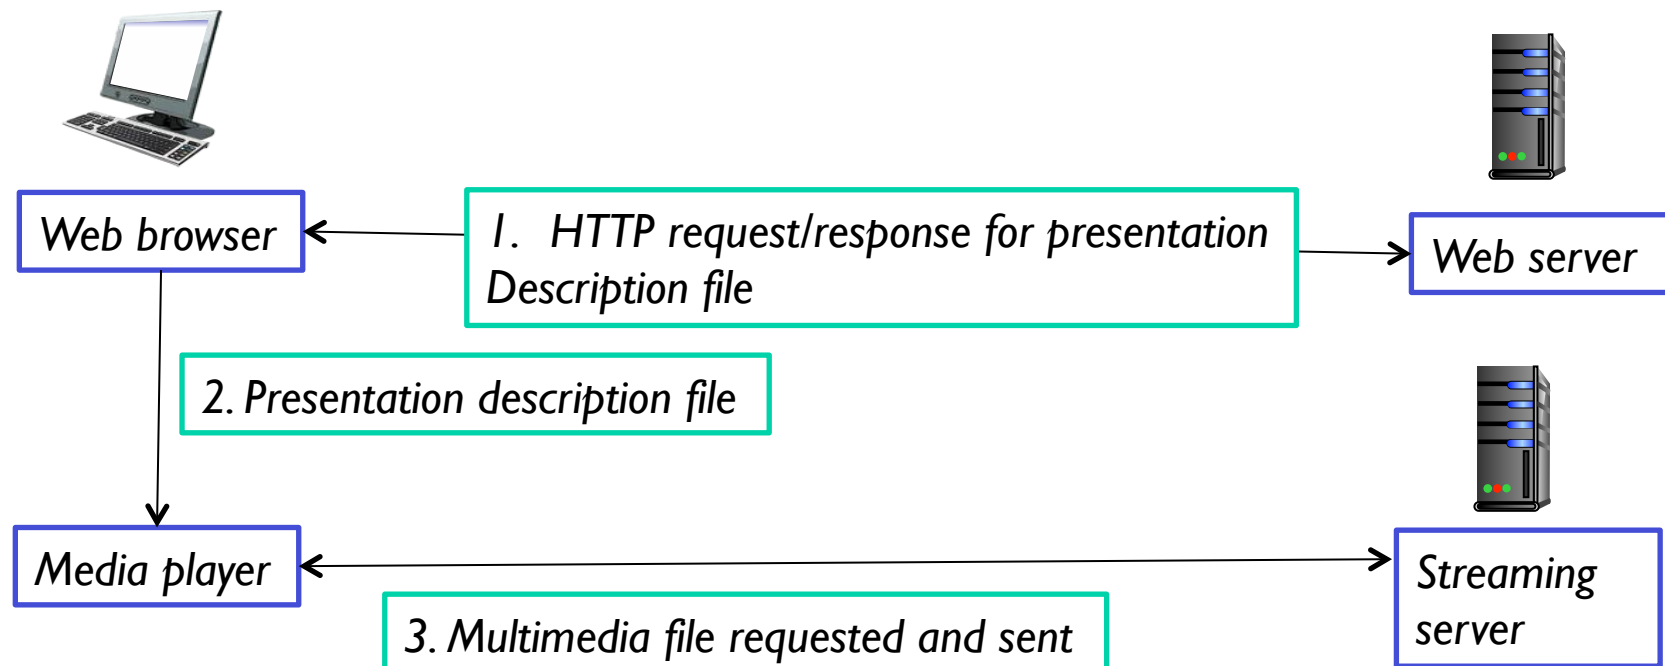 Web browser
1. HTTP request/response for presentation
Description file
Web server
2. Presentation description file
Media player
Streaming
server
3. Multimedia file requested and sent